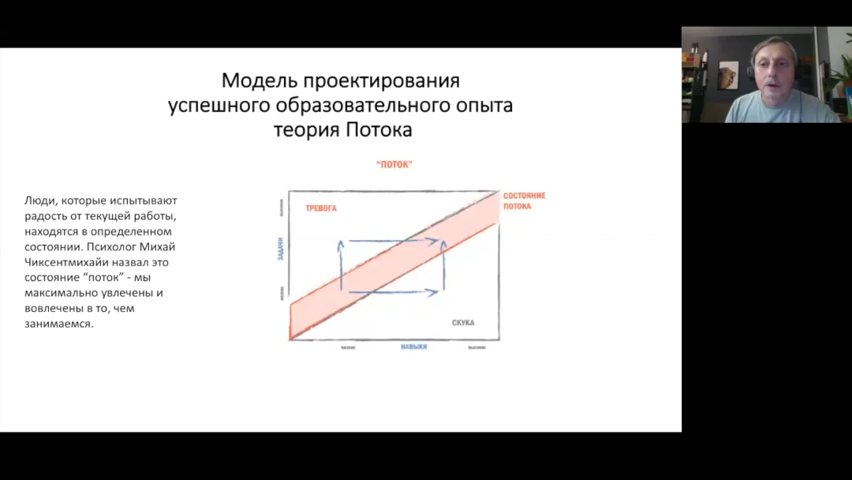 Модель проектирования
успешного образовательного опыта
теория Потока
"ПОТОК"
Люди, которые испытывают
радость от текущей работы,
находятся в определенном
состоянии. Психолог Михай
Чиксентмихайи назвал это
состояние "поток" - мы
максимально увлечены и
вовлечены в то, чем
занимаемся.
ТРЕВОГА
СОСТОЯНИЕ
ПОТОКА
ЗАДАЧИ
СКУКА
НАВЫКИ